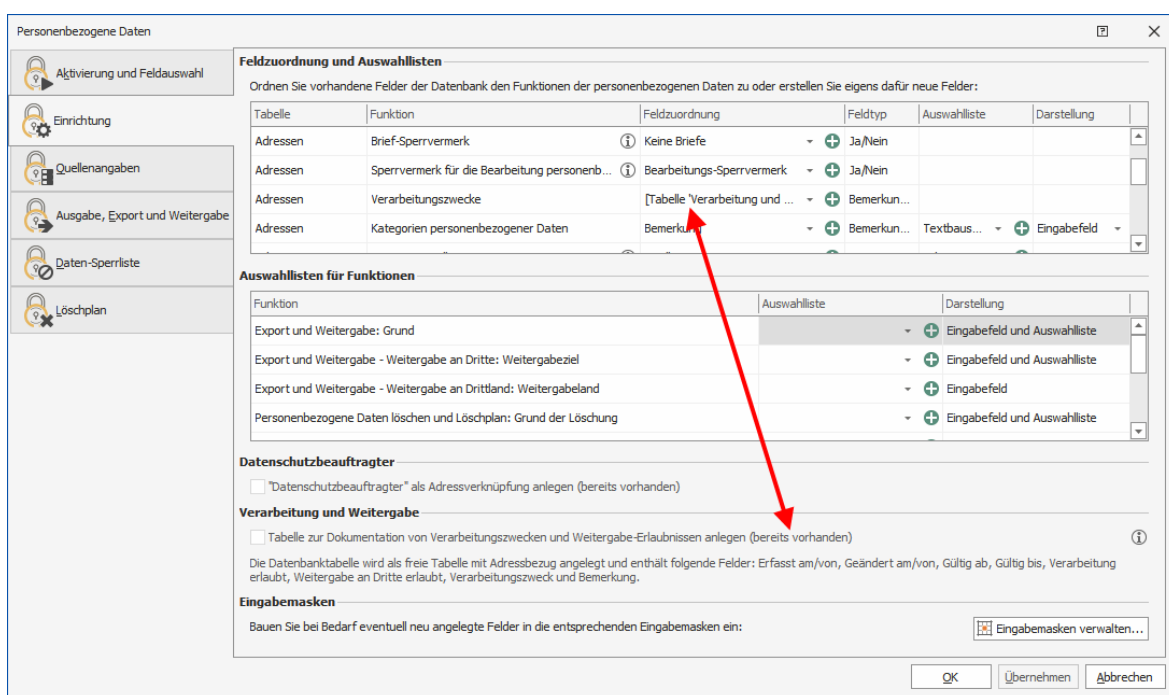 Personenbezogene Daten
Aktivierung und Feldauswahl
Einrichtung
Quellenangaben
Ausgabe, Export und Weitergabe
Daten-Sperrliste
Löschplan
Feldzuordnung und Auswahllisten
Ordnen Sie vorhandene Felder der Datenbank den Funktionen der personenbezogenen Daten zu oder erstellen Sie eigens dafür neue Felder:
Tabelle Funktion Feldzuordnung Feldtyp Auswahlliste Darstellung
Adressen Brief-Sperrvermerk Keine Briefe Ja/Nein
Adressen Sperrvermerk für die Bearbeitung personenb... Bearbeitungs-Sperrvermerk Ja/Nein
Adressen Verarbeitungszwecke [Tabelle 'Verarbeitung und ... Bemerkun...
Adressen Kategorien personenbezogener Daten Bemerkung Bemerkun... Textbaus... Eingabefeld
Auswahllisten für Funktionen
Funktion Auswahlliste Darstellung
Export und Weitergabe: Grund Eingabefeld und Auswahlliste
Export und Weitergabe - Weitergabe an Dritte: Weitergabeziel Eingabefeld und Auswahlliste
Export und Weitergabe - Weitergabe an Drittland: Weitergabeland Eingabefeld
Personenbezogene Daten löschen und Löschplan: Grund der Löschung Eingabefeld und Auswahlliste
Datenschutzbeauftragter
"Datenschutzbeauftragter" als Adressverknüpfung anlegen (bereits vorhanden)
Verarbeitung und Weitergabe
Tabelle zur Dokumentation von Verarbeitungszwecken und Weitergabe-Erlaubnissen anlegen (bereits vorhanden)
Die Datenbanktabelle wird als freie Tabelle mit Adressbezug angelegt und enthält folgende Felder: Erfasst am/von, Geändert am/von, Gültig ab, Gültig bis, Verarbeitung
erlaubt, Weitergabe an Dritte erlaubt, Verarbeitungszweck und Bemerkung.
Eingabemasken
Bauen Sie bei Bedarf eventuell neu angelegte Felder in die entsprechenden Eingabemasken ein:
Eingabemasken verwalten...
OK Übernehmen Abbrechen